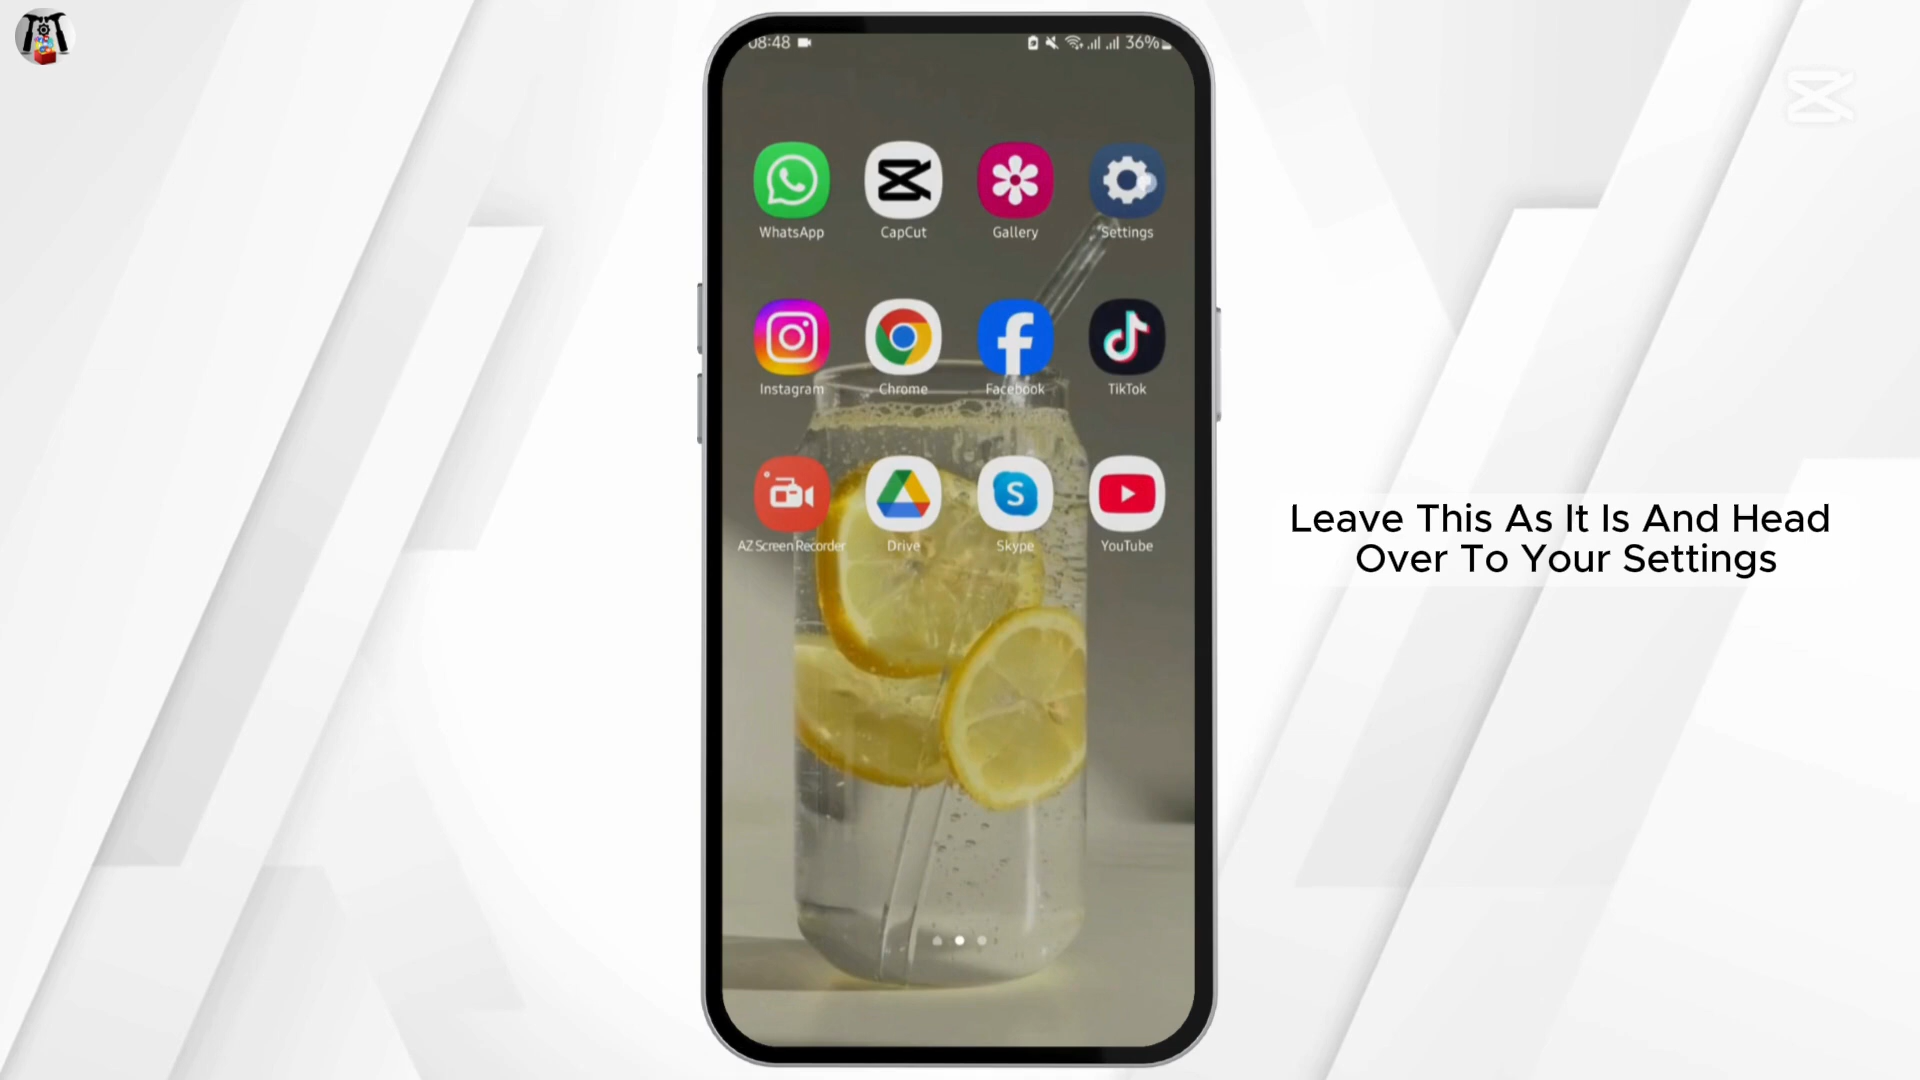 08:48
36%
WhatsApp
CapCut
Gallery
Settings
Instagram
Chrome
Facebook
TikTok
AZ Screen Recorder
Drive
Skype
YouTube
Leave This As It Is And Head
Over To Your Settings